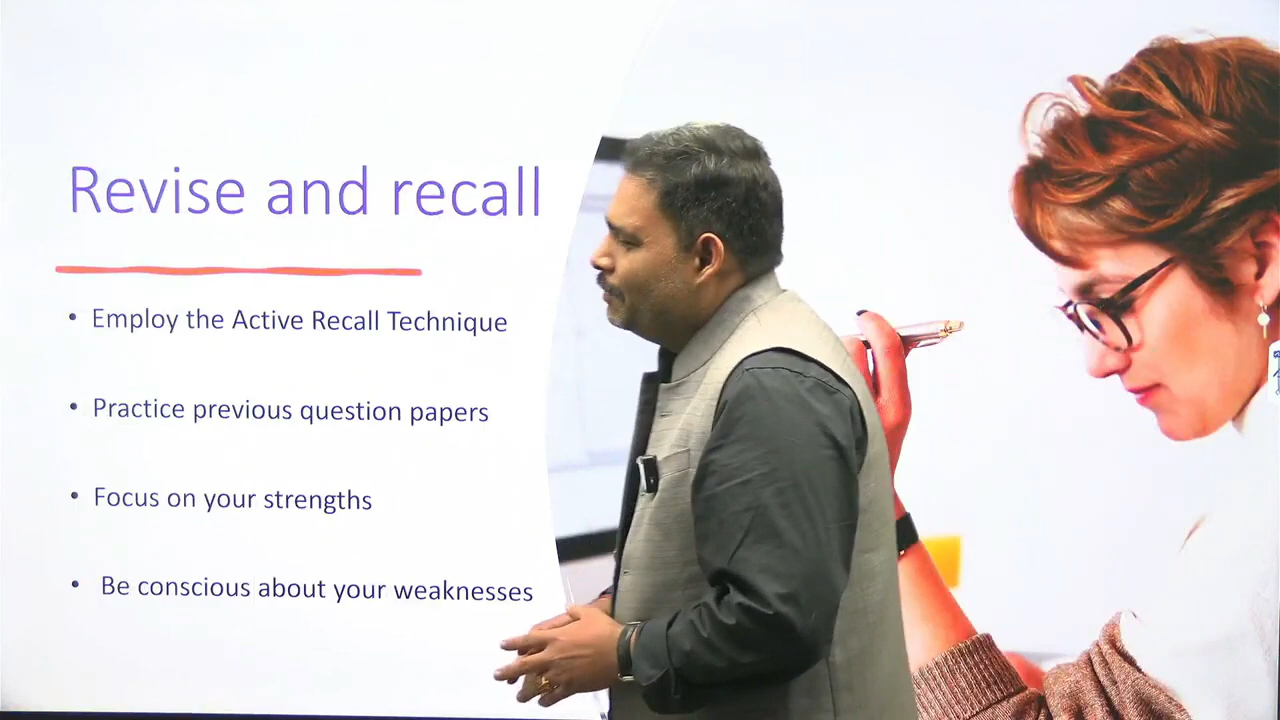 Revise and recall
• Employ the Active Recall Technique
• Practice previous question papers
• Focus on your strengths
• Be conscious about your weaknesses